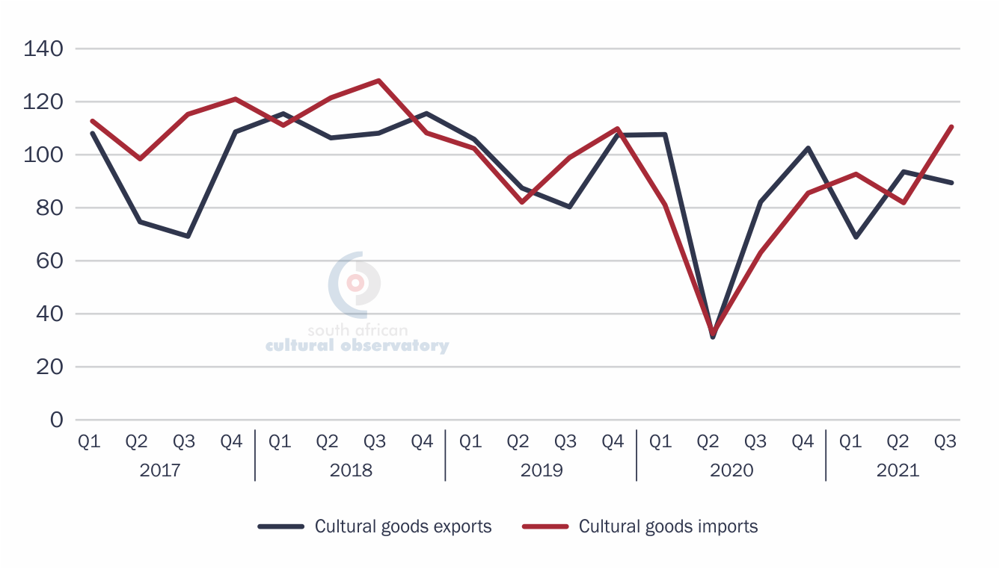 140
120
100
80
60
40
20
0
south african
cultural observatory
Q1 Q2 Q3 Q4 Q1 Q2 Q3 Q4 Q1 Q2 Q3 Q4 Q1 Q2 Q3 Q4 Q1 Q2 Q3
2017 2018 2019 2020 2021
Cultural goods exports Cultural goods imports